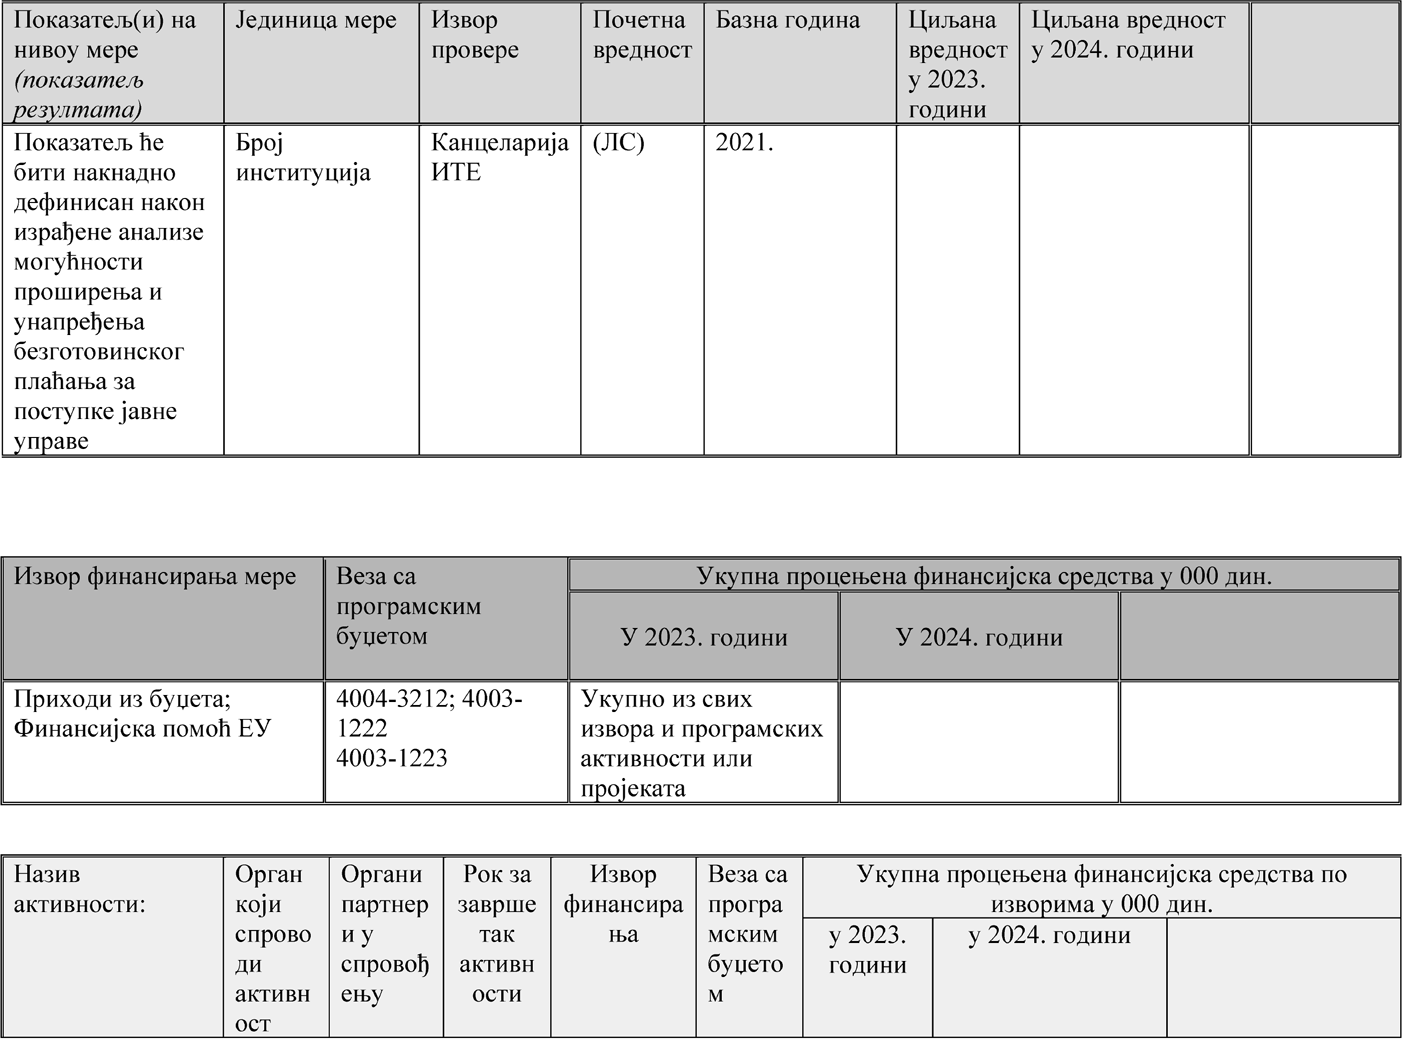 Показатељ(и) на
нивоу мере
(показатељ
резултата)
Јединица мере
Извор
провере
Почетна
вредност
Базна година
Циљана
вредност
у 2023.
години
Циљана вредност
у 2024. години
Показатељ ће
бити накнадно
дефинисан након
израђене анализе
могућности
проширења и
унапређења
безготовинског
плаћања за
поступке јавне
управе
Број
институција
Канцеларија
ИТЕ
(ЛС)
2021.
Извор финансирања мере
Веза са
програмским
буџетом
Укупна процењена финансијска средства у 000 дин.
У 2023. години
У 2024. години
Приходи из буџета;
Финансијска помоћ ЕУ
4004-3212; 4003-
1222
4003-1223
Укупно из свих
извора и програмских
активности или
пројеката
Назив
активности:
Орган
који
спрово
ди
активн
ост
Органи
партнер
и у
спровођ
ењу
Рок за
заврше
так
активн
ости
Извор
финансира
ња
Веза са
програ
мским
буџето
м
Укупна процењена финансијска средства по
изворима у 000 дин.
у 2023.
години
у 2024. години